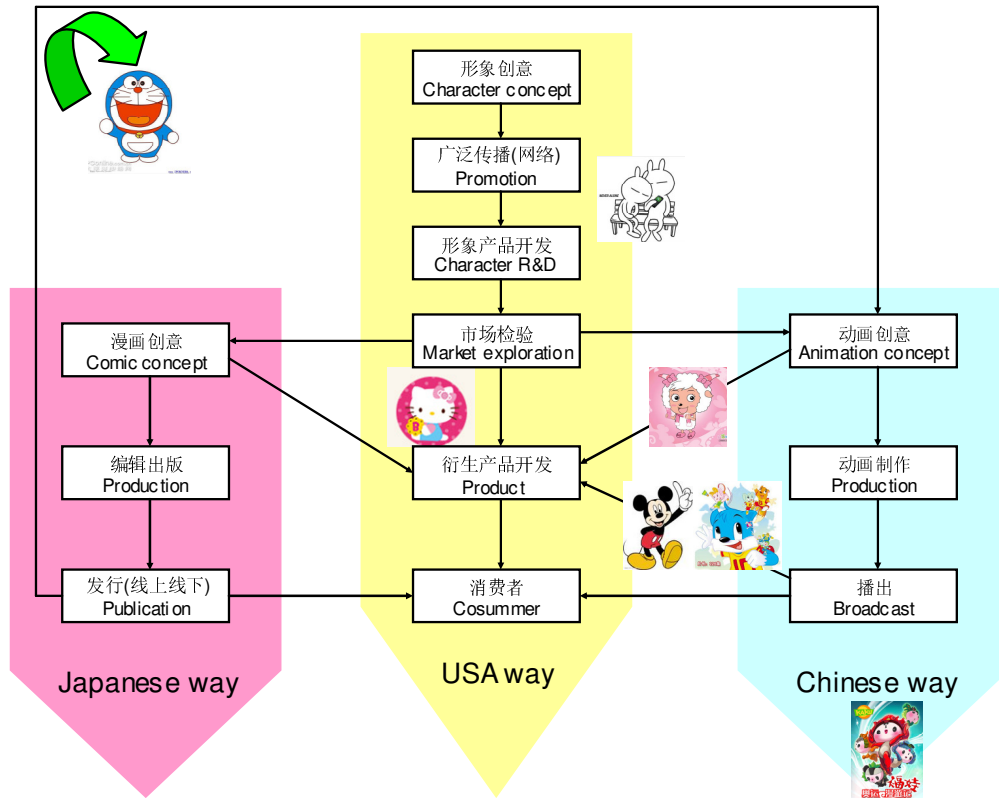 形象创意
Character concept
广泛传播(网络)
Promotion
形象产品开发
Character R&D
漫画创意
Comic concept
市场检验
Market exploration
动画创意
Animation concept
编辑出版
Production
衍生产品开发
Product
动画制作
Production
发行(线上线下)
Publication
消费者
Cosummer
播出
Broadcast
Japanese way
USA way
Chinese way
B
福娃